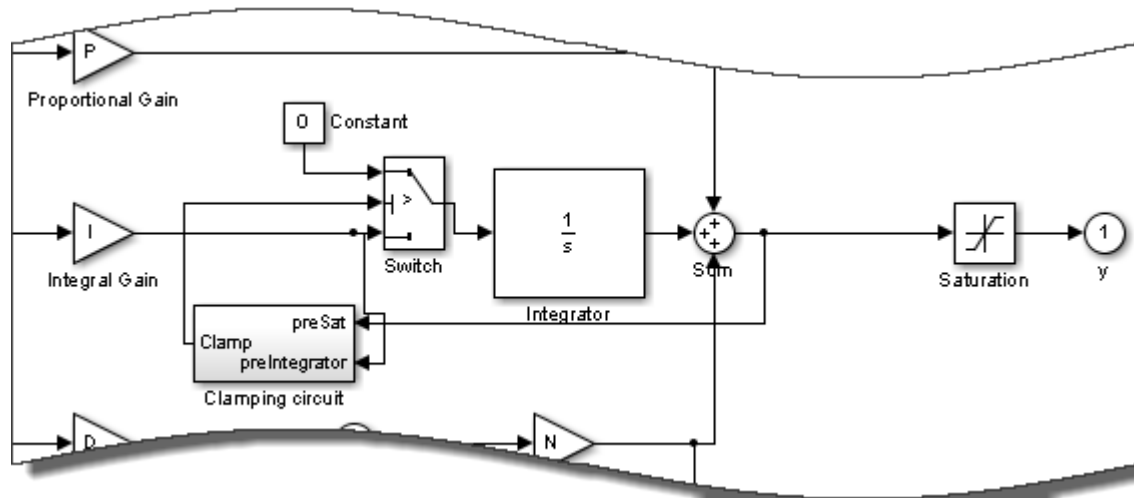 P
Proportional Gain
0
Constant
>
I
Integral Gain
Switch
1
s
Integrator
+
+
+
Sum
Saturation
1
y
preSat
Clamp
preIntegrator
Clamping circuit
D
N